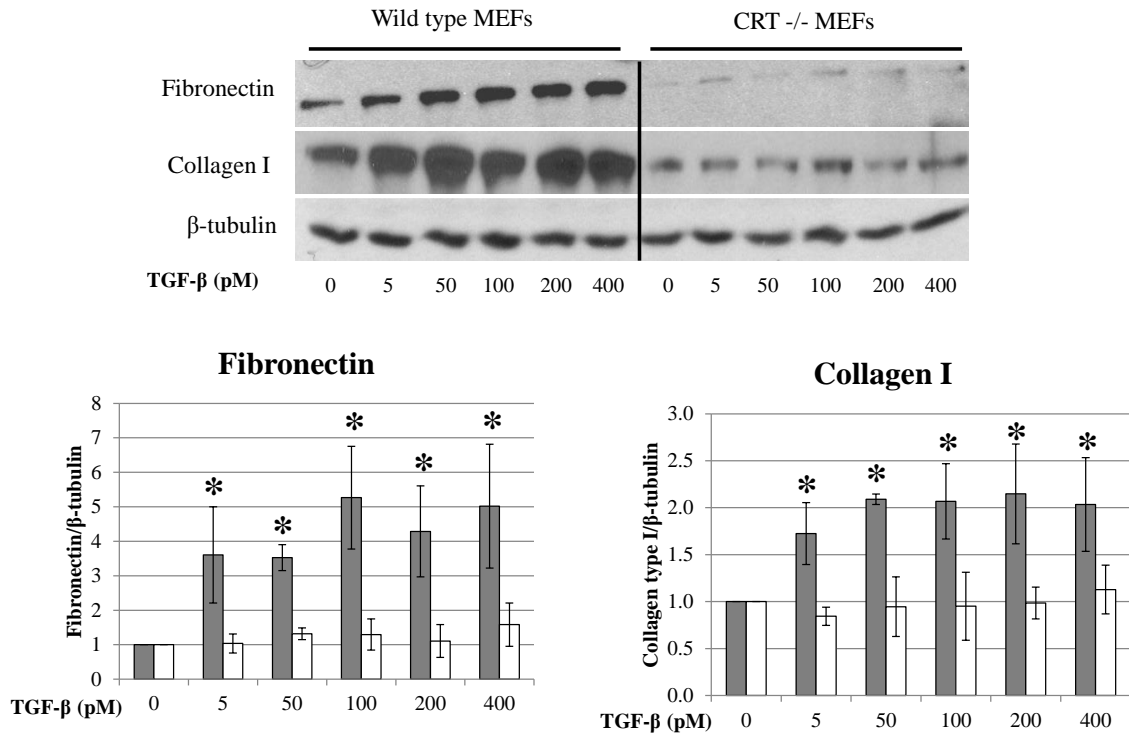 Wild type MEFs CRT -/- MEFs
Fibronectin
Collagen I
β-tubulin
TGF-β (pM) 0 5 50 100 200 400 0 5 50 100 200 400
Fibronectin
8
7
6
5
4
3
2
1
0
Fibronectin/β-tubulin
* * * * *
TGF-β (pM) 0 5 50 100 200 400
Collagen I
3.0
2.5
2.0
1.5
1.0
0.5
0.0
Collagen type I/β-tubulin
* * * * *
TGF-β (pM) 0 5 50 100 200 400